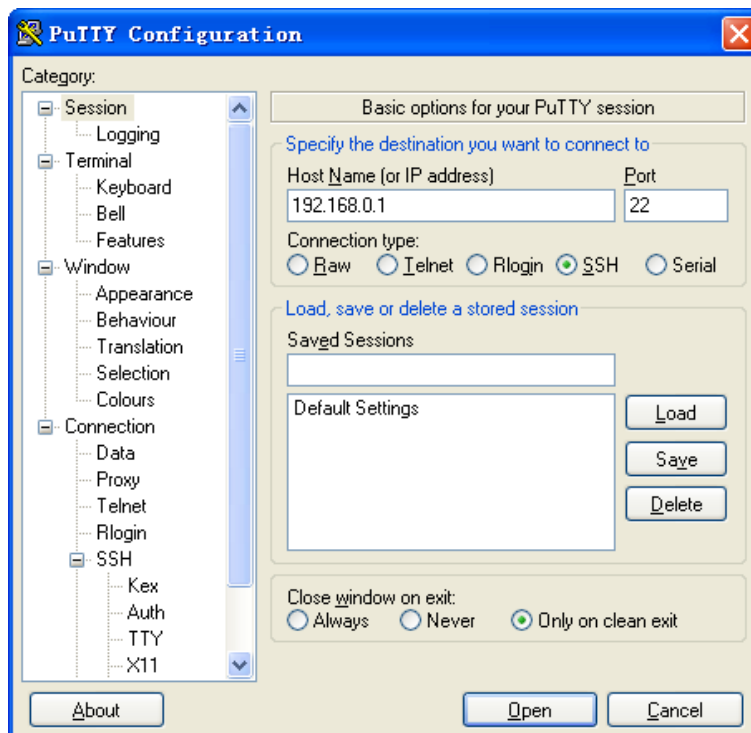 PuTTY Configuration
Category:
Session
Logging
Terminal
Keyboard
Bell
Features
Window
Appearance
Behaviour
Translation
Selection
Colours
Connection
Data
Proxy
Telnet
Rlogin
SSH
Kex
Auth
TTY
X11
Basic options for your PuTTY session
Specify the destination you want to connect to
Host Name (or IP address) Port
192.168.0.1 22
Connection type:
Raw Telnet Rlogin SSH Serial
Load, save or delete a stored session
Saved Sessions
Default Settings
Load
Save
Delete
Close window on exit:
Always Never Only on clean exit
About Open Cancel